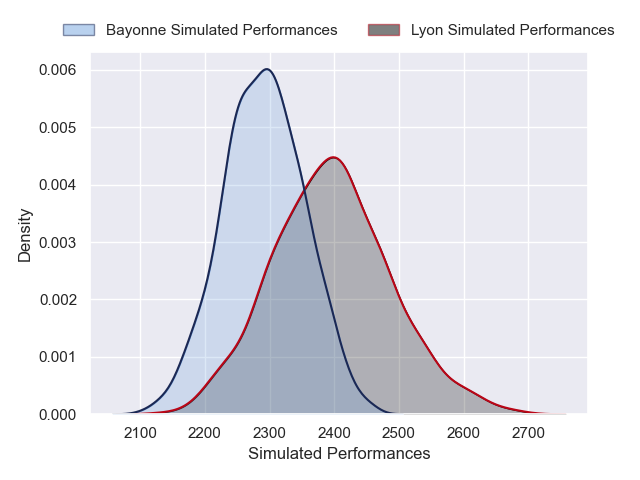 Bayonne Simulated Performances Lyon Simulated Performances
0.006
0.005
0.004
0.003
0.002
0.001
0.000
Density
2100 2200 2300 2400 2500 2600 2700
Simulated Performances